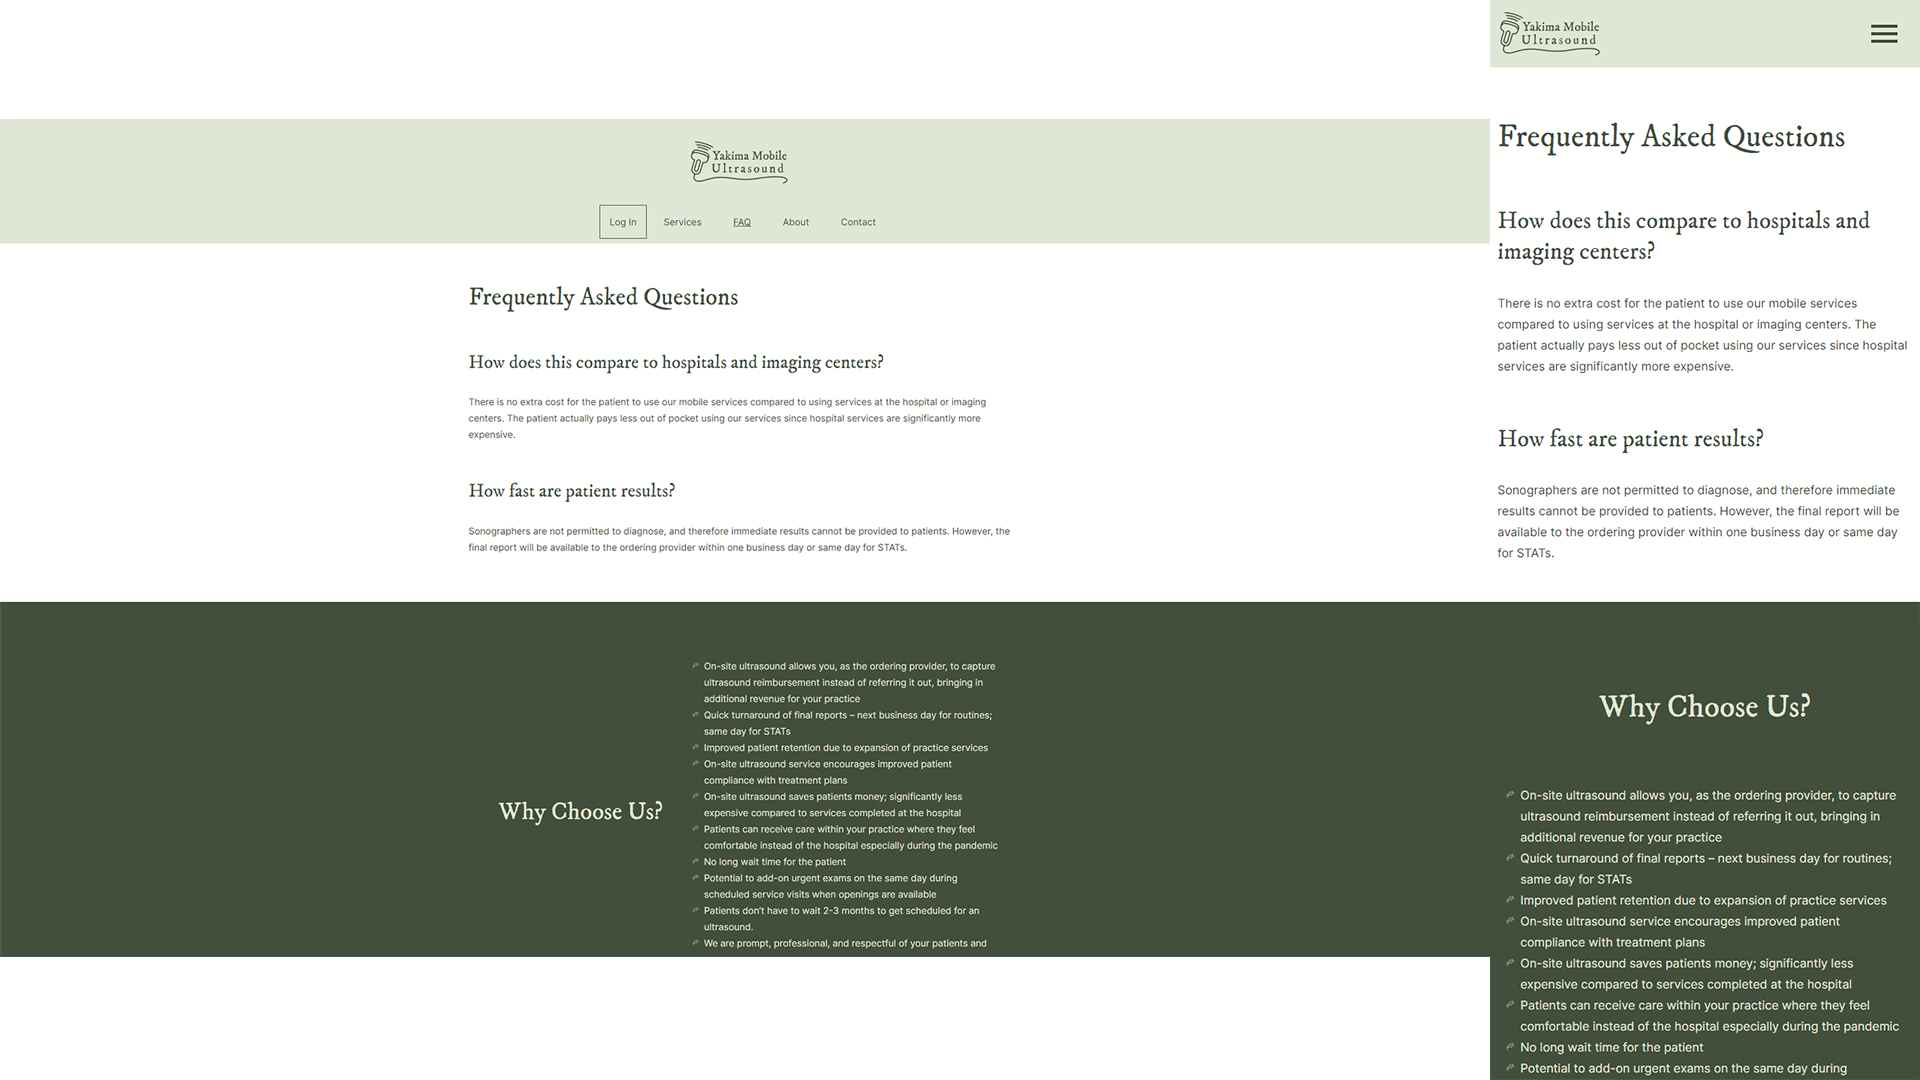 Yakima Mobile
Ultrasound
Log In
Services
FAQ
About
Contact
Frequently Asked Questions
How does this compare to hospitals and imaging centers?
There is no extra cost for the patient to use our mobile services compared to using services at the hospital or imaging
centers. The patient actually pays less out of pocket using our services since hospital services are significantly more
expensive.
How fast are patient results?
Sonographers are not permitted to diagnose, and therefore immediate results cannot be provided to patients. However, the
final report will be available to the ordering provider within one business day or same day for STATs.
Why Choose Us?
On-site ultrasound allows you, as the ordering provider, to capture
ultrasound reimbursement instead of referring it out, bringing in
additional revenue for your practice
Quick turnaround of final reports – next business day for routines;
same day for STATs
Improved patient retention due to expansion of practice services
On-site ultrasound service encourages improved patient
compliance with treatment plans
On-site ultrasound saves patients money; significantly less
expensive compared to services completed at the hospital
Patients can receive care within your practice where they feel
comfortable instead of the hospital especially during the pandemic
No long wait time for the patient
Potential to add-on urgent exams on the same day during
scheduled service visits when openings are available
Patients don’t have to wait 2-3 months to get scheduled for an
ultrasound.
We are prompt, professional, and respectful of your patients and
Yakima Mobile
Ultrasound
Frequently Asked Questions
How does this compare to hospitals and
imaging centers?
There is no extra cost for the patient to use our mobile services
compared to using services at the hospital or imaging centers. The
patient actually pays less out of pocket using our services since hospital
services are significantly more expensive.
How fast are patient results?
Sonographers are not permitted to diagnose, and therefore immediate
results cannot be provided to patients. However, the final report will be
available to the ordering provider within one business day or same day
for STATs.
Why Choose Us?
On-site ultrasound allows you, as the ordering provider, to capture
ultrasound reimbursement instead of referring it out, bringing in
additional revenue for your practice
Quick turnaround of final reports – next business day for routines;
same day for STATs
Improved patient retention due to expansion of practice services
On-site ultrasound service encourages improved patient
compliance with treatment plans
On-site ultrasound saves patients money; significantly less
expensive compared to services completed at the hospital
Patients can receive care within your practice where they feel
comfortable instead of the hospital especially during the pandemic
No long wait time for the patient
Potential to add-on urgent exams on the same day during